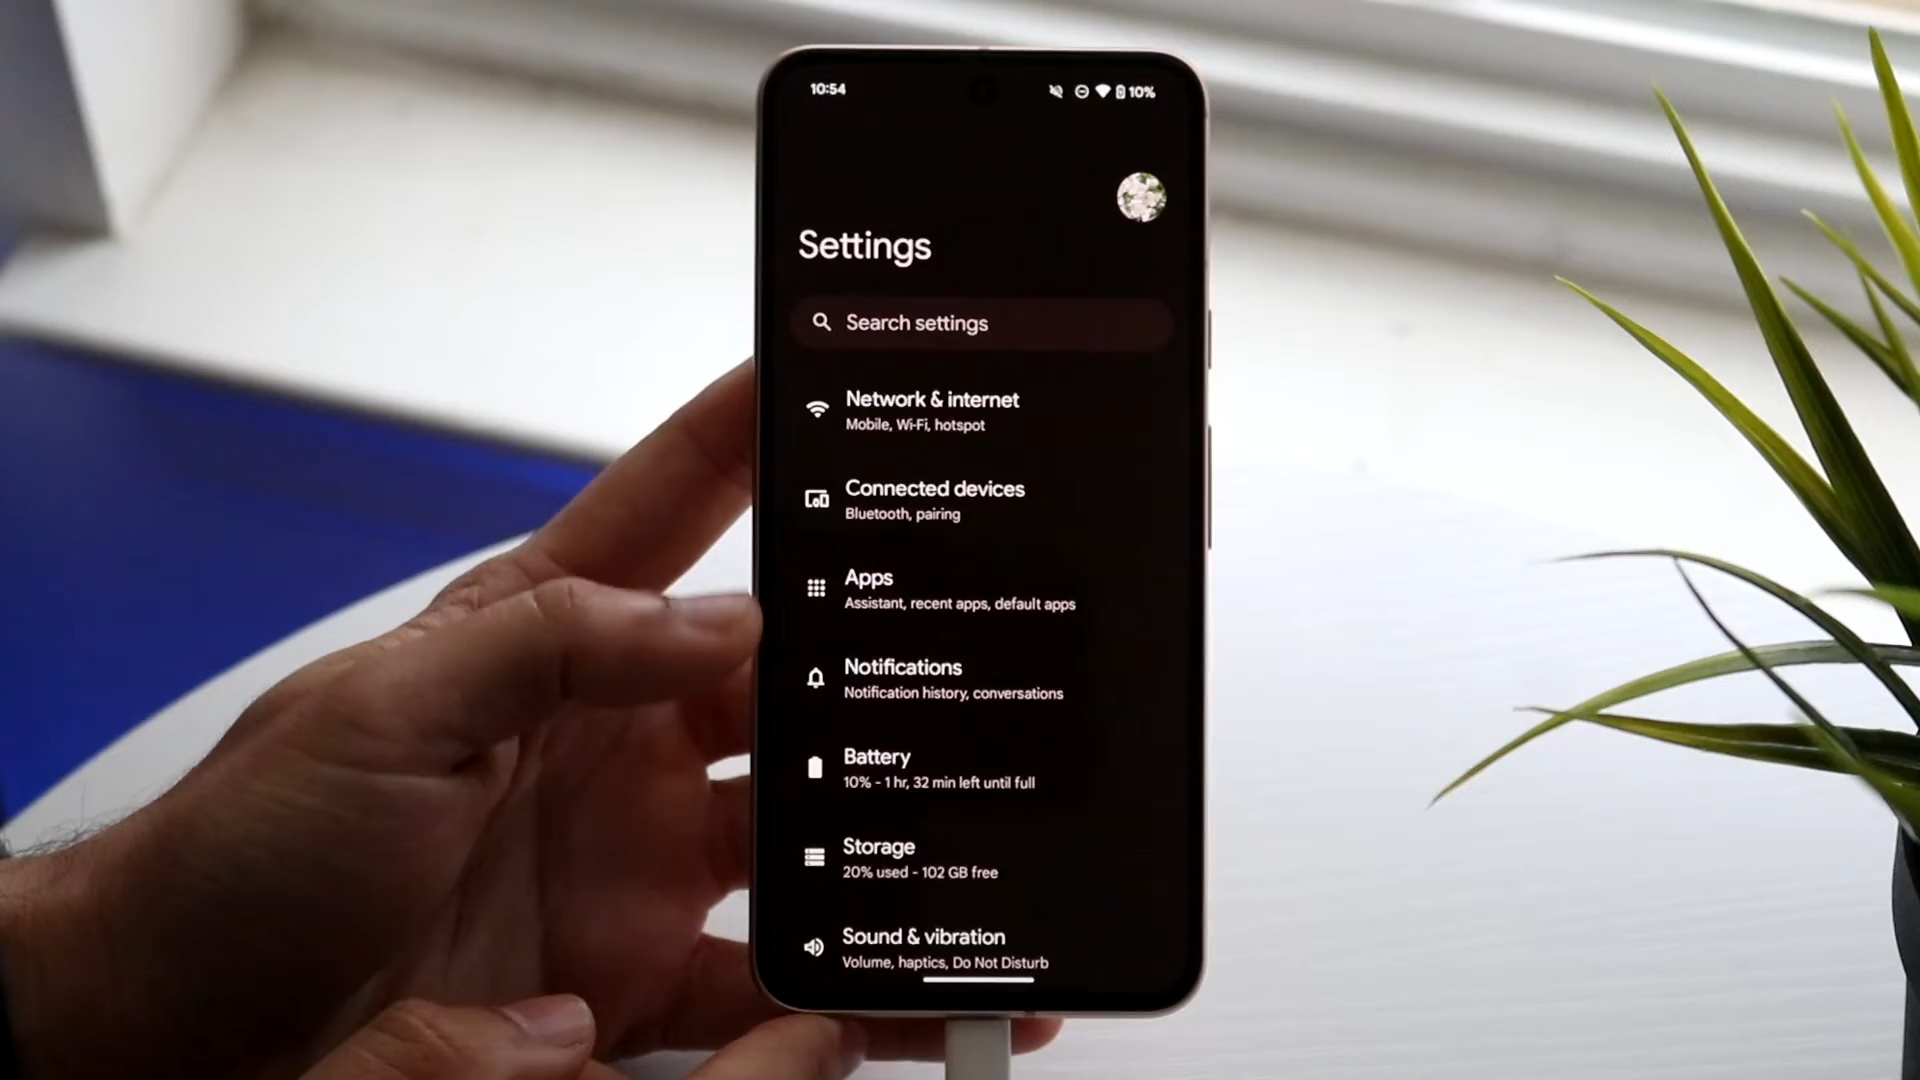 10:54
10%
Settings
Search settings
Network & internet
Mobile, Wi-Fi, hotspot
Connected devices
Bluetooth, pairing
Apps
Assistant, recent apps, default apps
Notifications
Notification history, conversations
Battery
10% - 1 hr, 32 min left until full
Storage
20% used - 102 GB free
Sound & vibration
Volume, haptics, Do Not Disturb